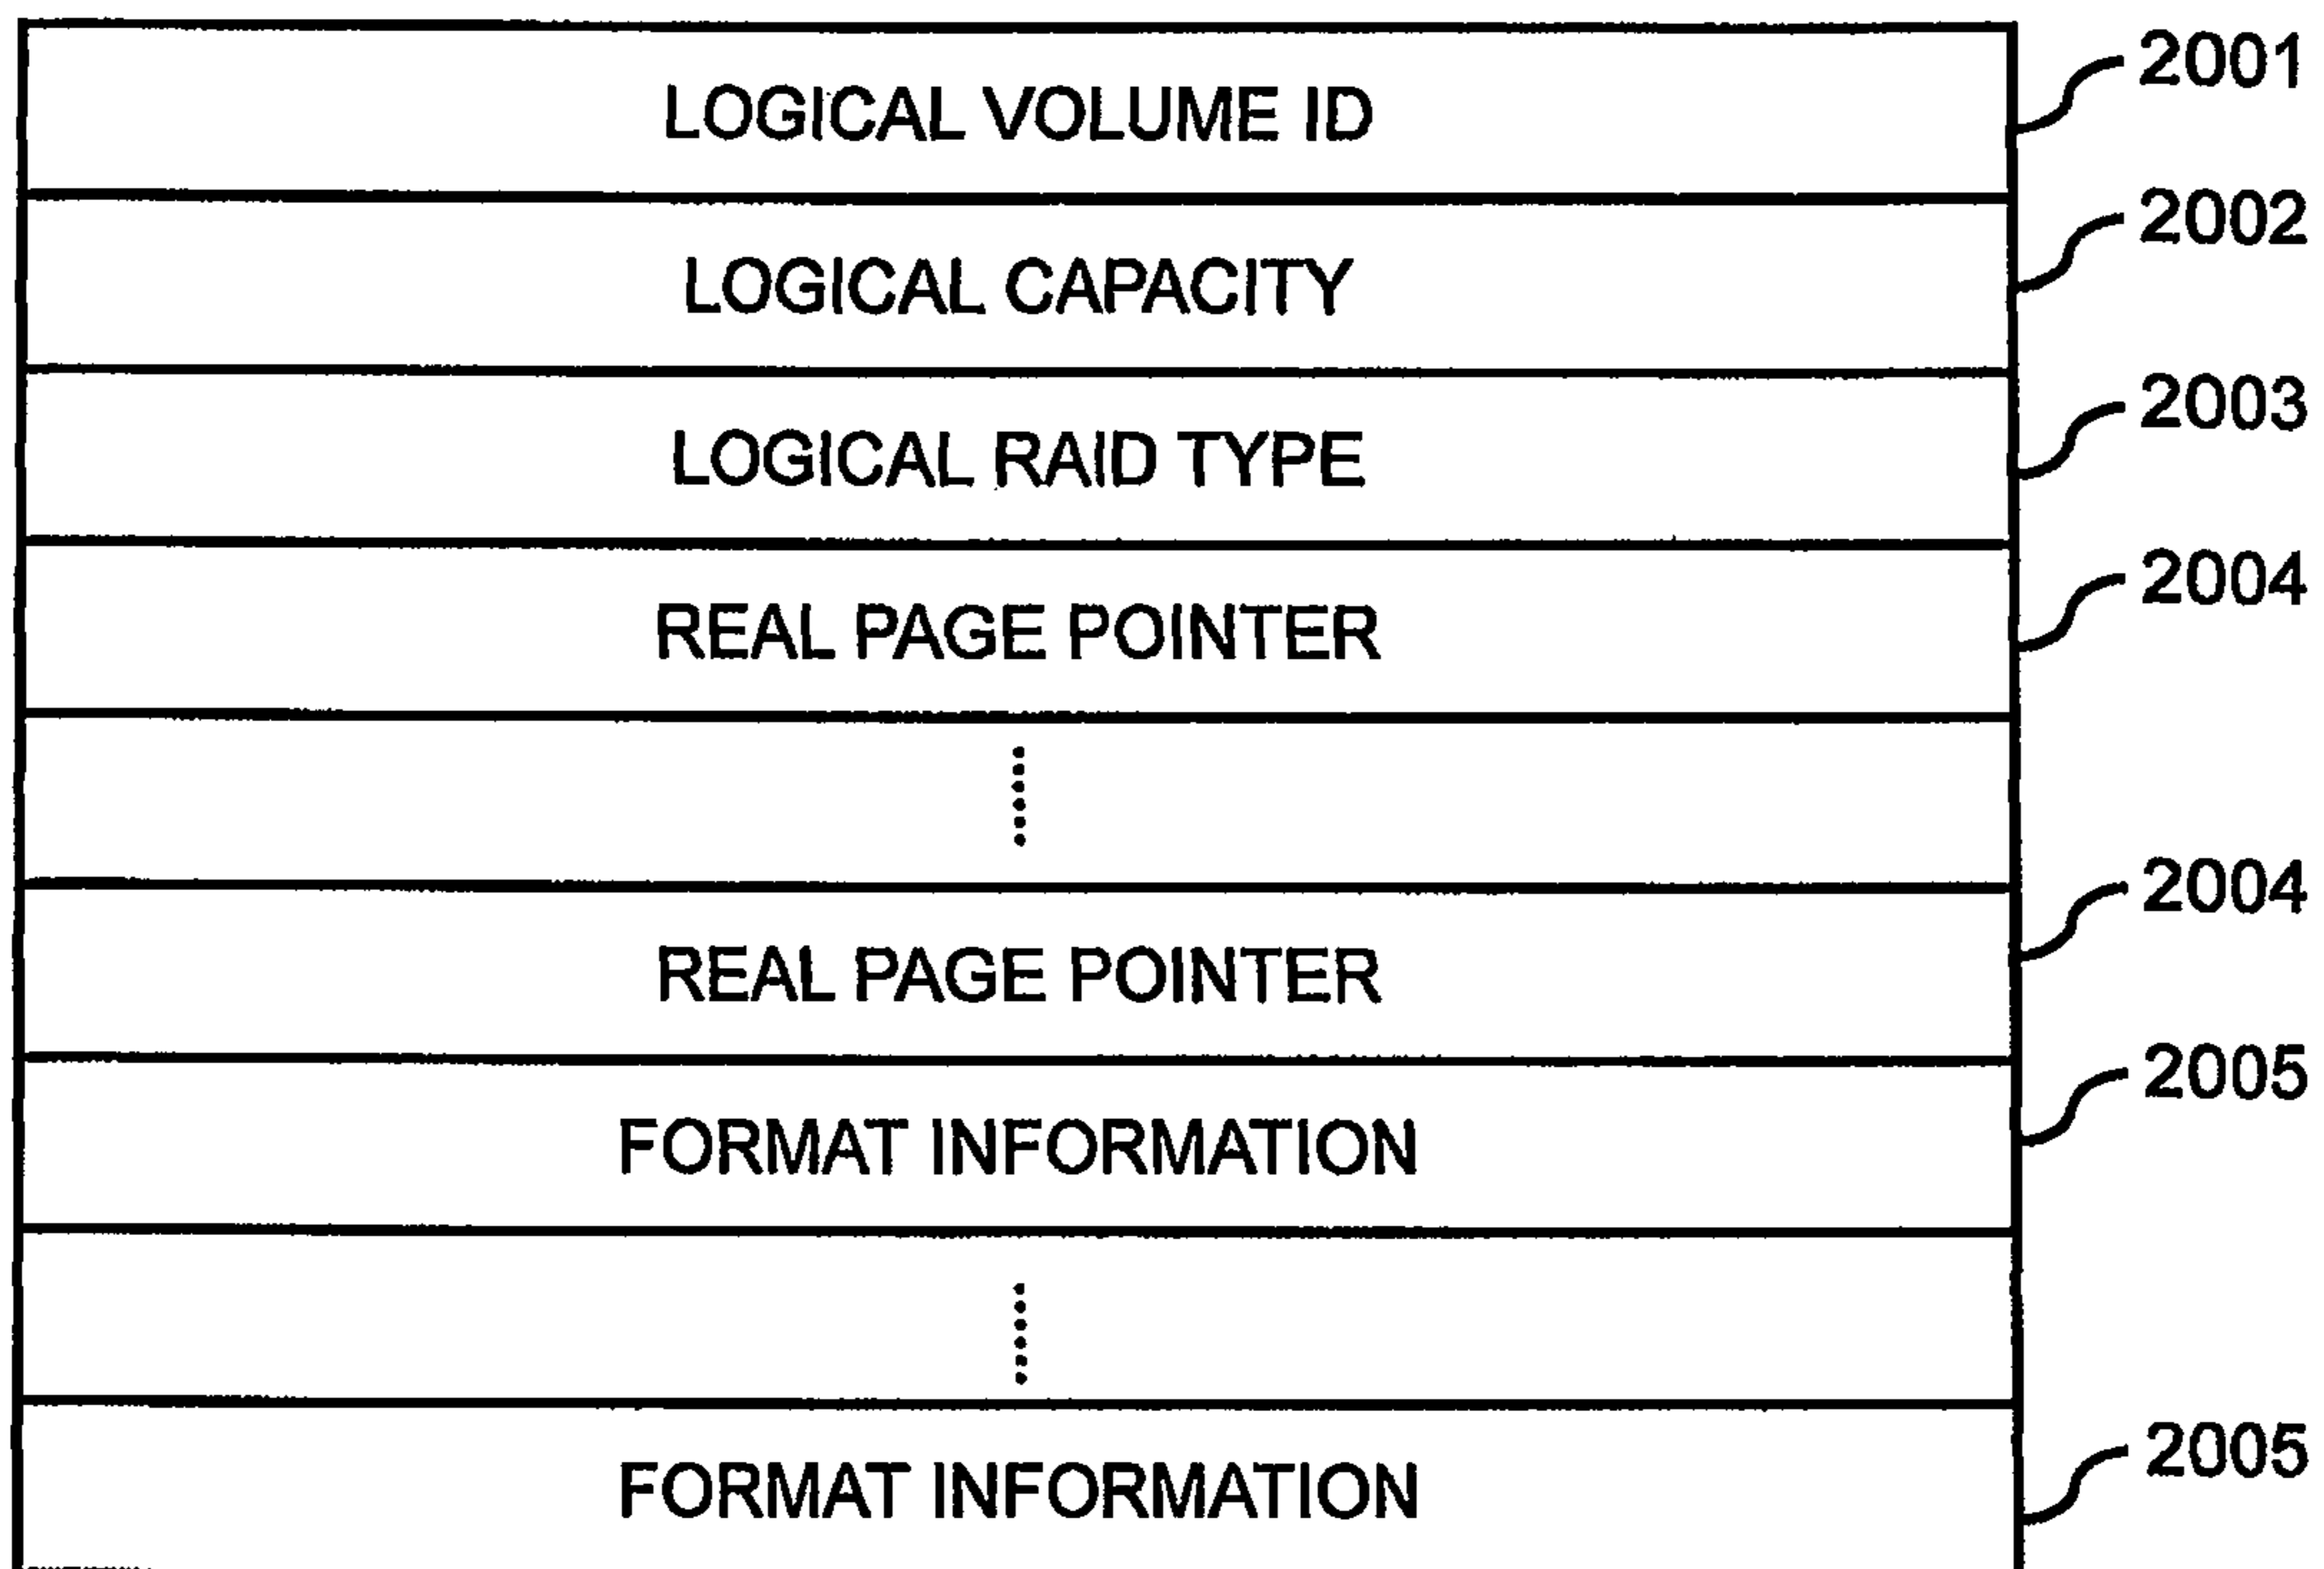 LOGICAL VOLUME ID 2001
LOGICAL CAPACITY 2002
LOGICAL RAID TYPE 2003
REAL PAGE POINTER 2004
REAL PAGE POINTER 2004
FORMAT INFORMATION 2005
FORMAT INFORMATION 2005